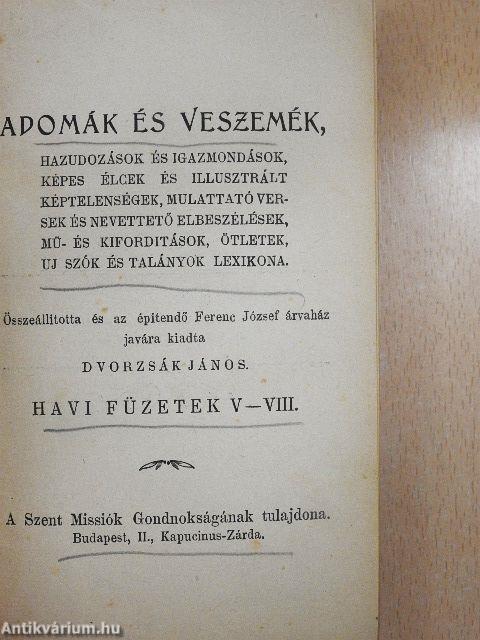 ADOMÁK ÉS VESZEMÉK,
HAZUDOZÁSOK ÉS IGAZMONDÁSOK,
KÉPES ÉLCEK ÉS ILLUSZTRÁLT
KÉPTELENSÉGEK, MULATTATÓ VER-
SEK ÉS NEVETTETŐ ELBESZÉLÉSEK,
MŰ- ÉS KIFORDITÁSOK, ÖTLETEK,
UJ SZÓK ÉS TALÁNYOK LEXIKONA.
Összeállitotta és az építendő Ferenc József árvaház
javára kiadta
DVORZSÁK JÁNOS.
HAVI FÜZETEK V—VIII.
A Szent Missiók Gondnokságának tulajdona.
Budapest, II., Kapucinus-Zárda.
Antikvárium.hu